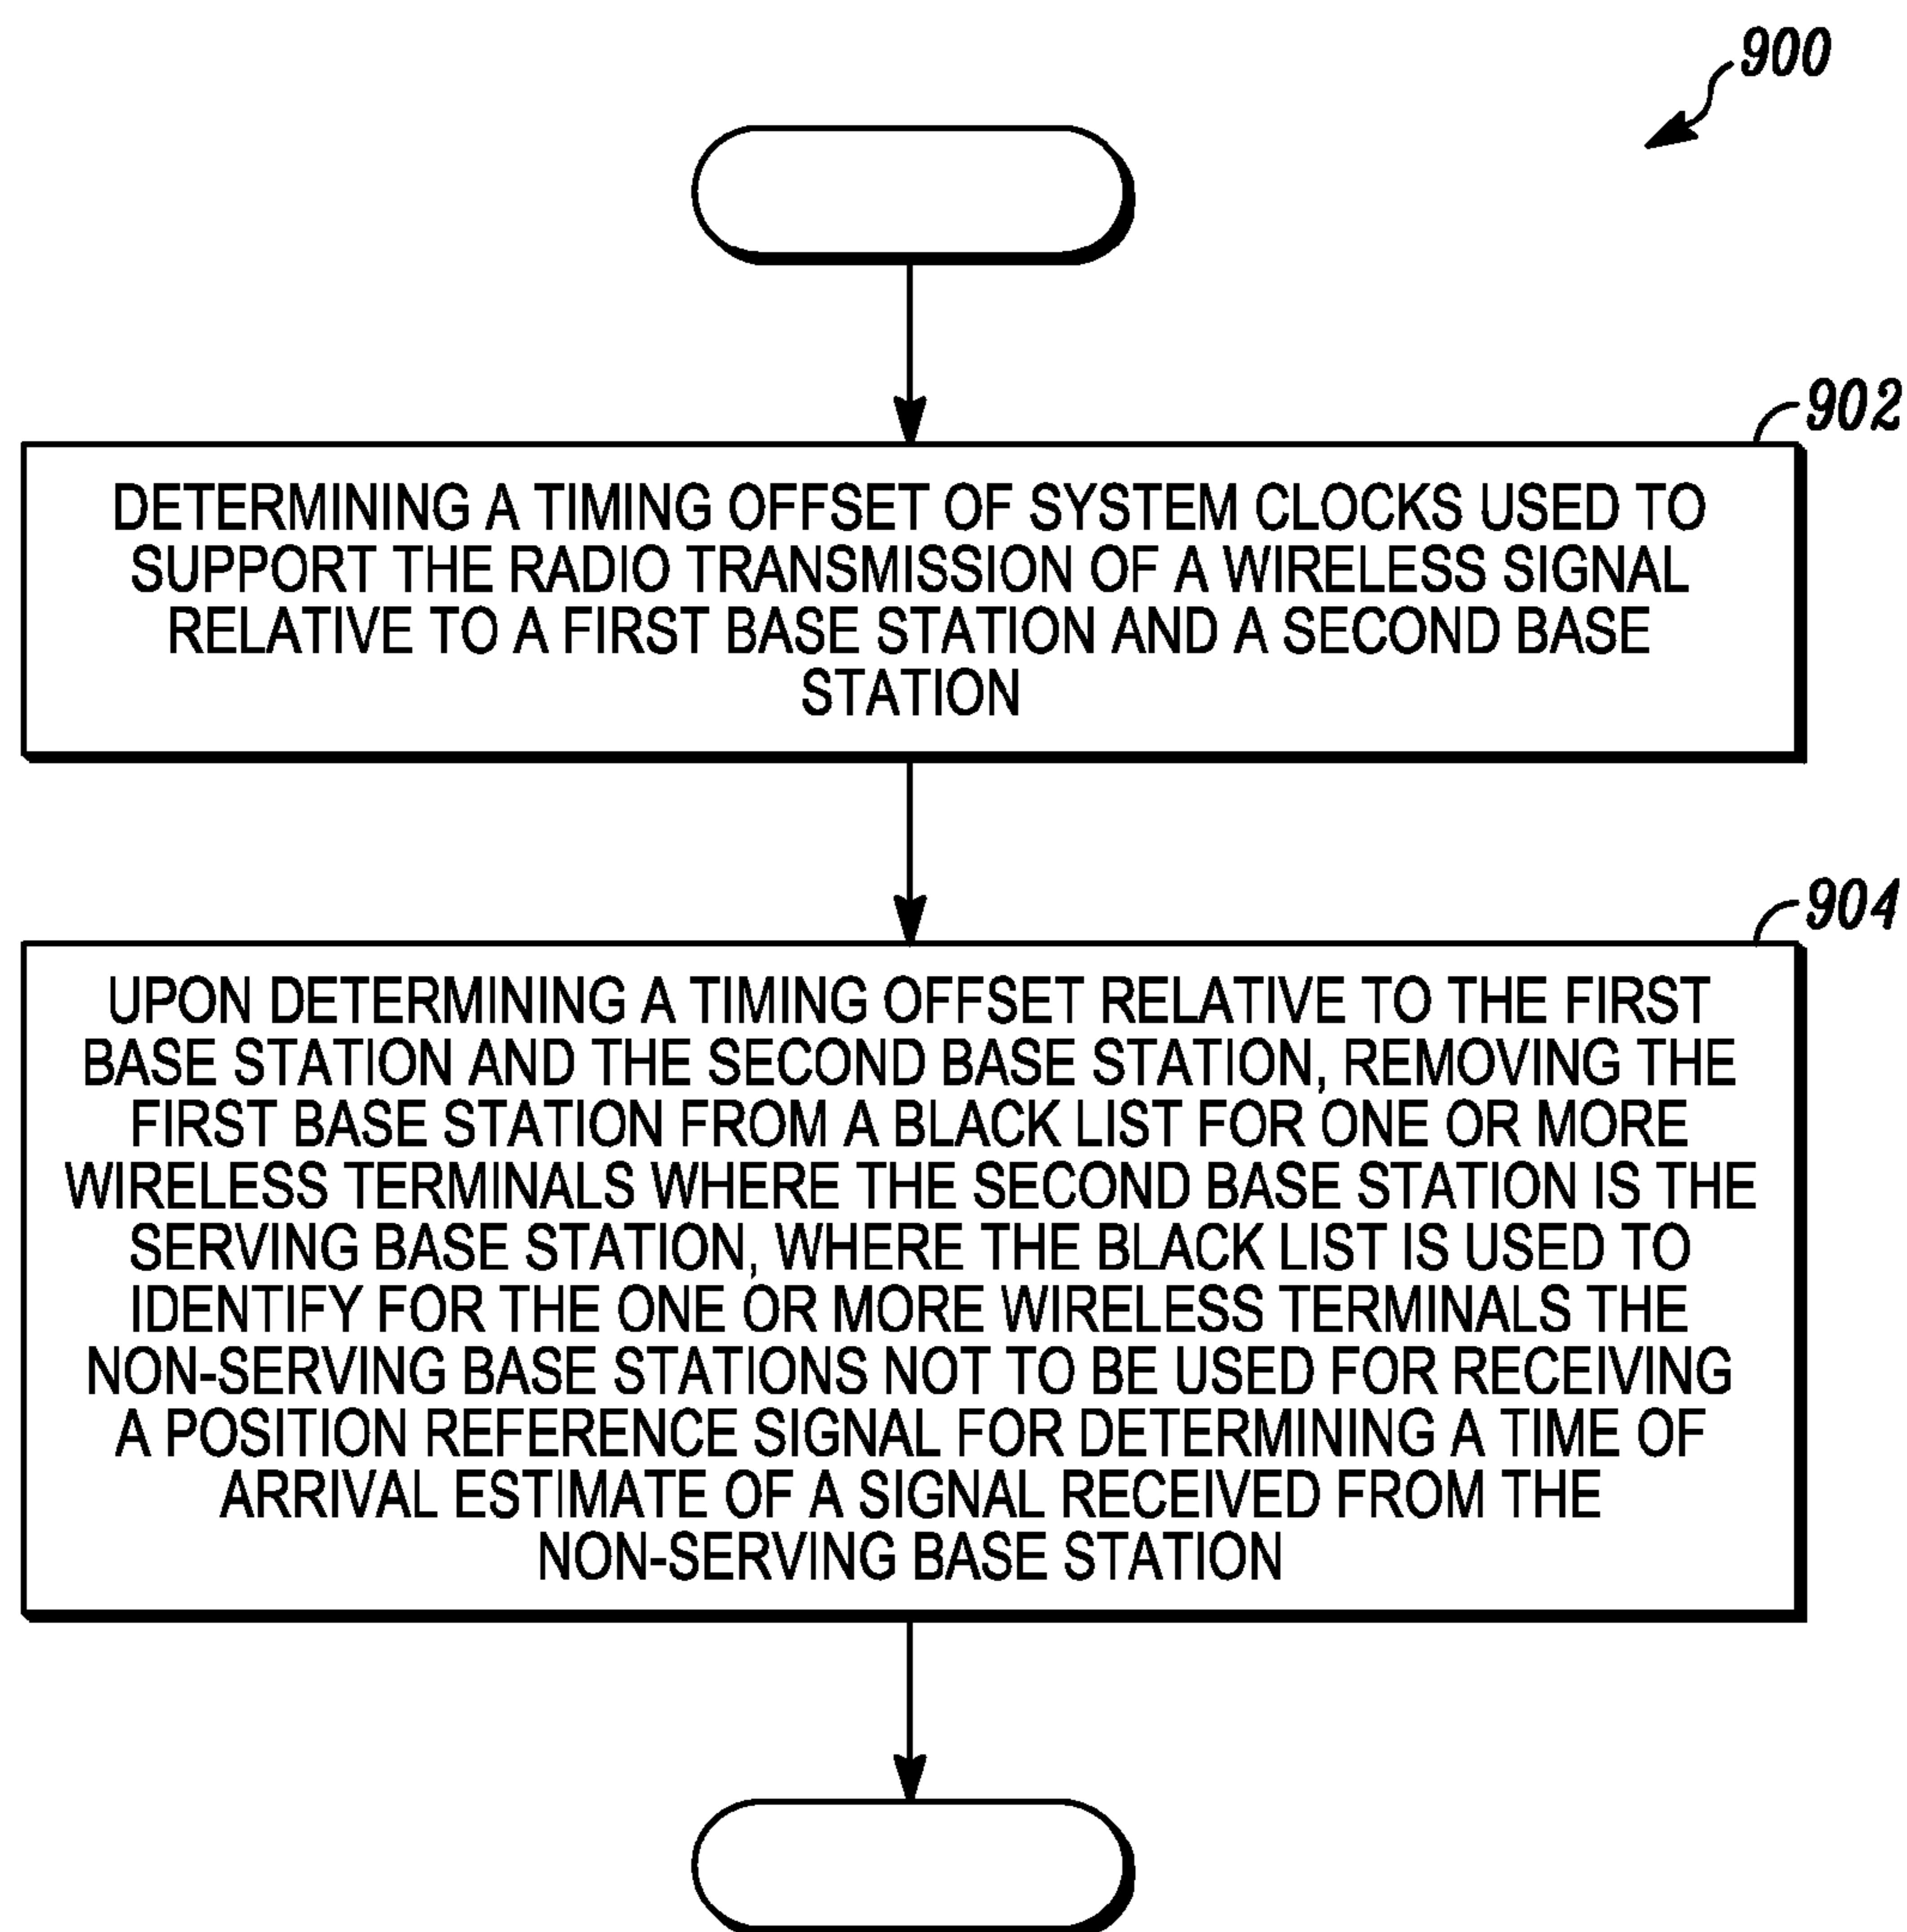 900
902
DETERMINING A TIMING OFFSET OF SYSTEM CLOCKS USED TO
SUPPORT THE RADIO TRANSMISSION OF A WIRELESS SIGNAL
RELATIVE TO A FIRST BASE STATION AND A SECOND BASE
STATION
904
UPON DETERMINING A TIMING OFFSET RELATIVE TO THE FIRST
BASE STATION AND THE SECOND BASE STATION, REMOVING THE
FIRST BASE STATION FROM A BLACK LIST FOR ONE OR MORE
WIRELESS TERMINALS WHERE THE SECOND BASE STATION IS THE
SERVING BASE STATION, WHERE THE BLACK LIST IS USED TO
IDENTIFY FOR THE ONE OR MORE WIRELESS TERMINALS THE
NON-SERVING BASE STATIONS NOT TO BE USED FOR RECEIVING
A POSITION REFERENCE SIGNAL FOR DETERMINING A TIME OF
ARRIVAL ESTIMATE OF A SIGNAL RECEIVED FROM THE
NON-SERVING BASE STATION